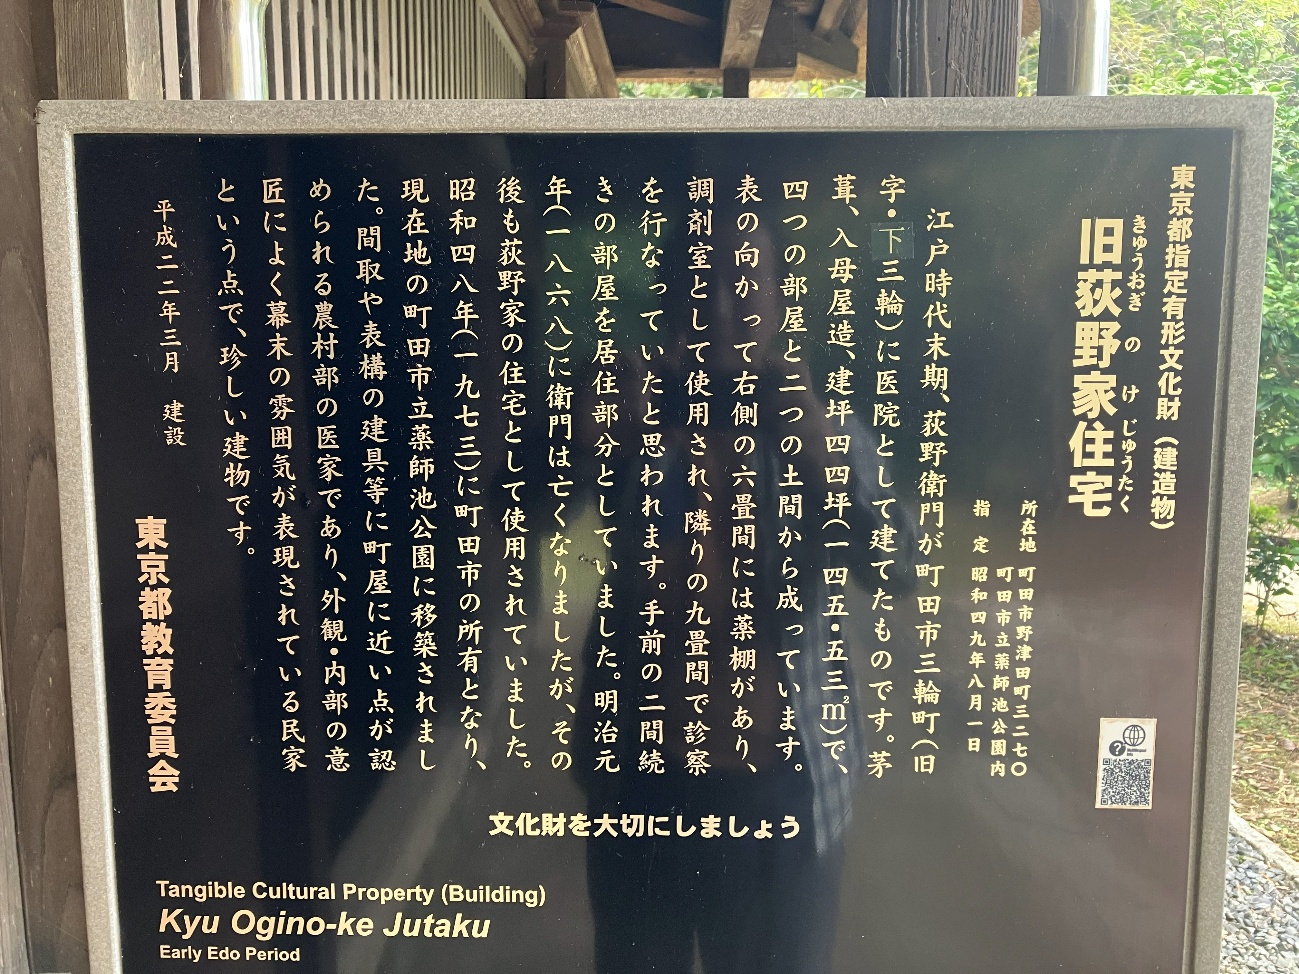 東京都指定有形文化財（建造物）
きゅうおぎのけじゅうたく
旧荻野家住宅
所在地 町田市野津田町三二七〇
町田市立薬師池公園内
指定 昭和四九年八月一日
江戸時代末期、荻野衛門が町田市三輪町（旧
字・下三輪）に医院として建てたものです。茅
葺、入母屋造、建坪四四坪（一四五・五三㎡）で、
四つの部屋と二つの土間から成っています。
表の向かって右側の六畳間には薬棚があり、
調剤室として使用され、隣りの九畳間で診察
を行なっていたと思われます。手前の二間続
きの部屋を居住部分としていました。明治元
年（一八六八）に衛門は亡くなりましたが、その
後も荻野家の住宅として使用されていました。
昭和四八年（一九七三）に町田市の所有となり、
現在地の町田市立薬師池公園に移築されまし
た。間取や表構の建具等に町屋に近い点が認
められる農村部の医家であり、外観・内部の意
匠によく幕末の雰囲気が表現されている民家
という点で、珍しい建物です。
平成二二年三月 建設
東京都教育委員会
文化財を大切にしましょう
Tangible Cultural Property (Building)
Kyu Ogino-ke Jutaku
Early Edo Period